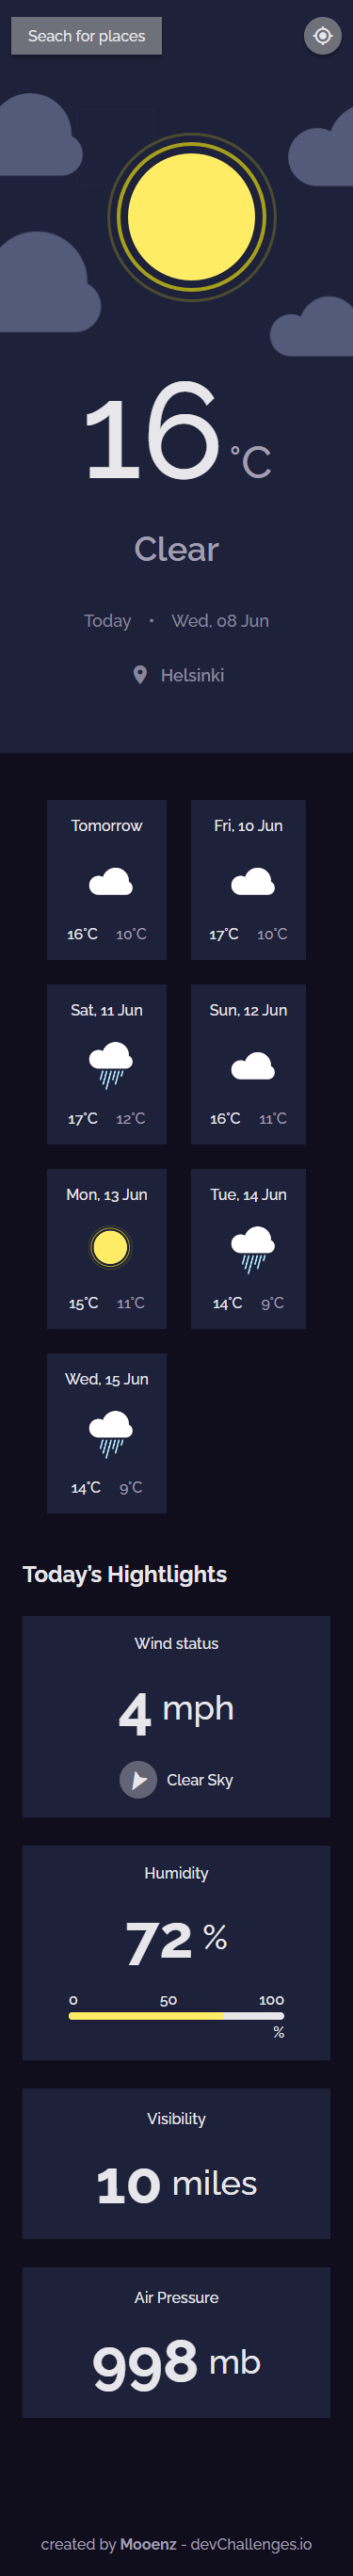 Seach for places
16 °C
Clear
Today • Wed, 08 Jun
Helsinki
Tomorrow
16°C 10°C
Fri, 10 Jun
17°C 10°C
Sat, 11 Jun
17°C 12°C
Sun, 12 Jun
16°C 11°C
Mon, 13 Jun
15°C 11°C
Tue, 14 Jun
14°C 9°C
Wed, 15 Jun
14°C 9°C
Today's Hightlights
Wind status
4 mph
Clear Sky
Humidity
72 %
0 50 100
%
Visibility
10 miles
Air Pressure
998 mb
created by Mooenz - devChallenges.io